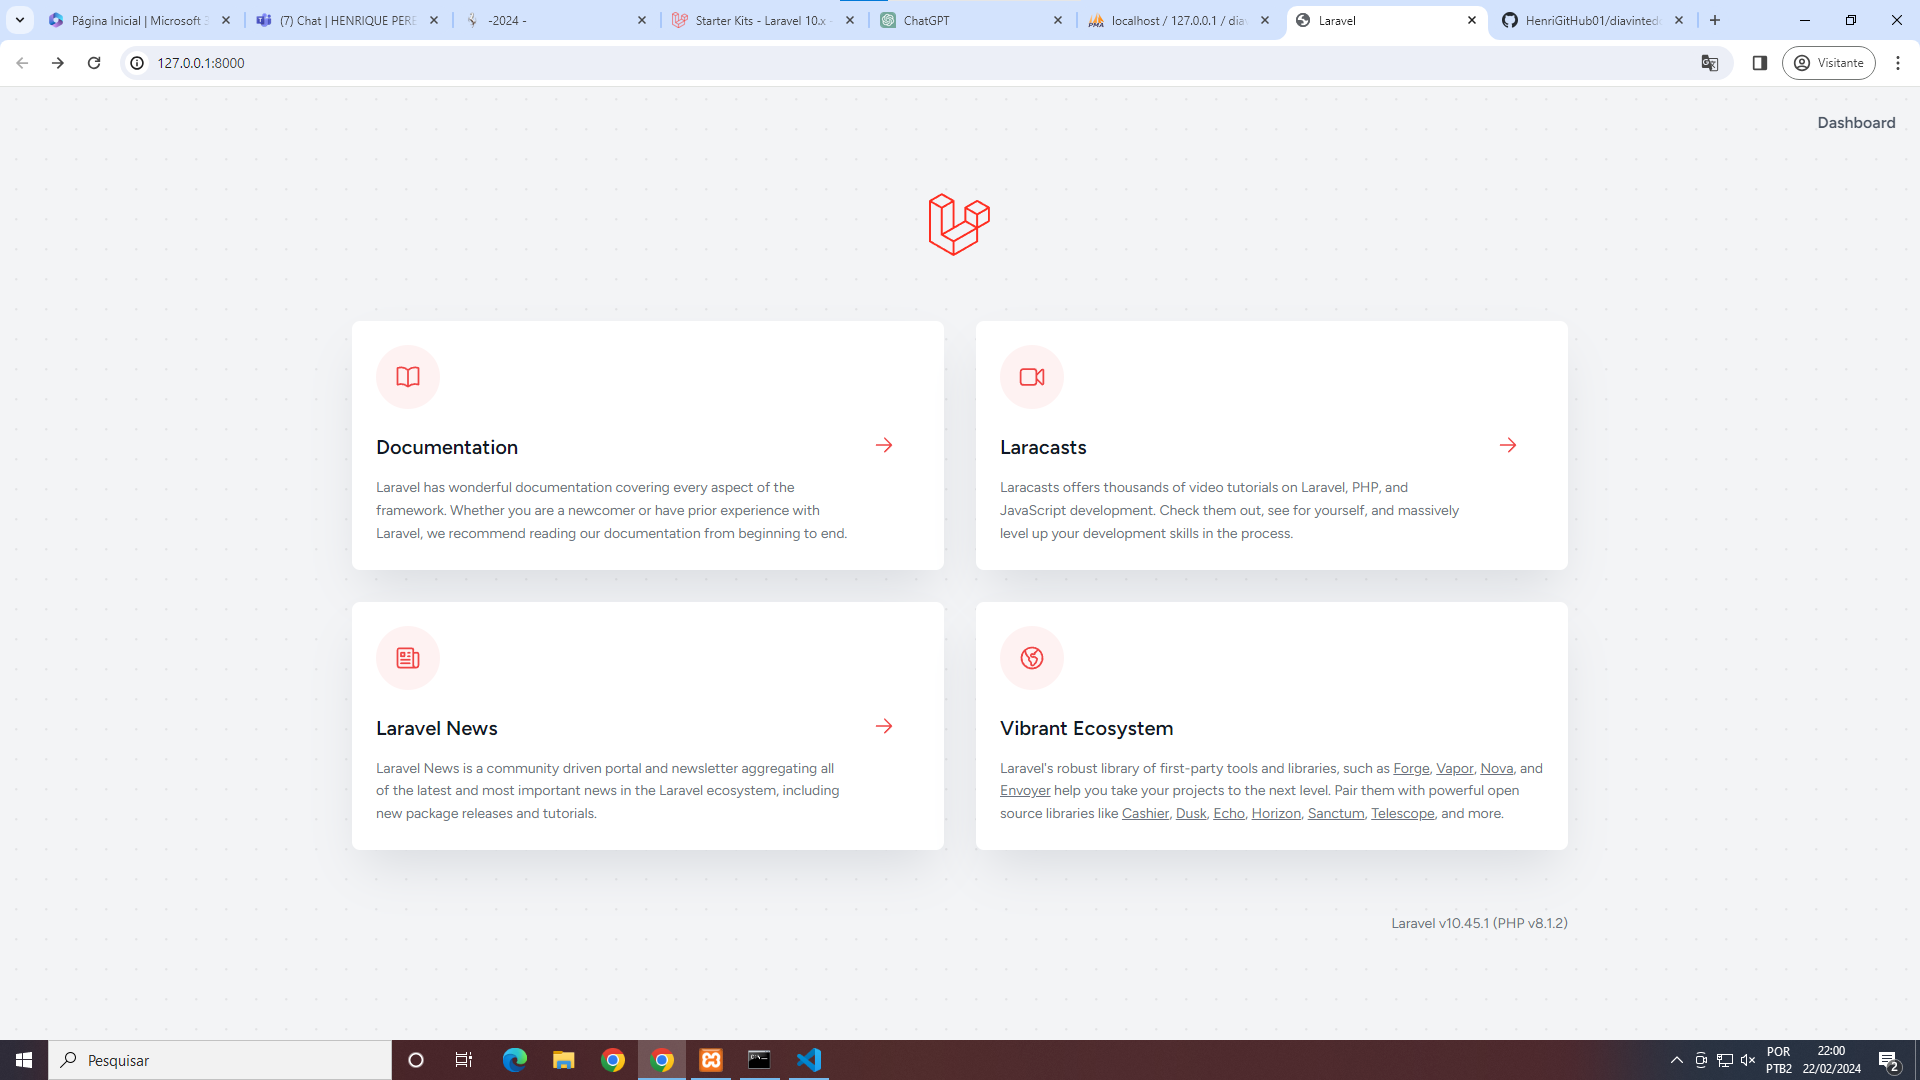 Página Inicial | Microsoft 3
(7) Chat | HENRIQUE PERE
-2024 -
Starter Kits - Laravel 10.x -
ChatGPT
localhost / 127.0.0.1 / diav
Laravel
HenriGitHub01/diavinted
127.0.0.1:8000
Visitante
Dashboard
Documentation
Laravel has wonderful documentation covering every aspect of the
framework. Whether you are a newcomer or have prior experience with
Laravel, we recommend reading our documentation from beginning to end.
Laracasts
Laracasts offers thousands of video tutorials on Laravel, PHP, and
JavaScript development. Check them out, see for yourself, and massively
level up your development skills in the process.
Laravel News
Laravel News is a community driven portal and newsletter aggregating all
of the latest and most important news in the Laravel ecosystem, including
new package releases and tutorials.
Vibrant Ecosystem
Laravel's robust library of first-party tools and libraries, such as Forge, Vapor, Nova, and
Envoyer help you take your projects to the next level. Pair them with powerful open
source libraries like Cashier, Dusk, Echo, Horizon, Sanctum, Telescope, and more.
Laravel v10.45.1 (PHP v8.1.2)
Pesquisar
POR
PTB2
22:00
22/02/2024
2